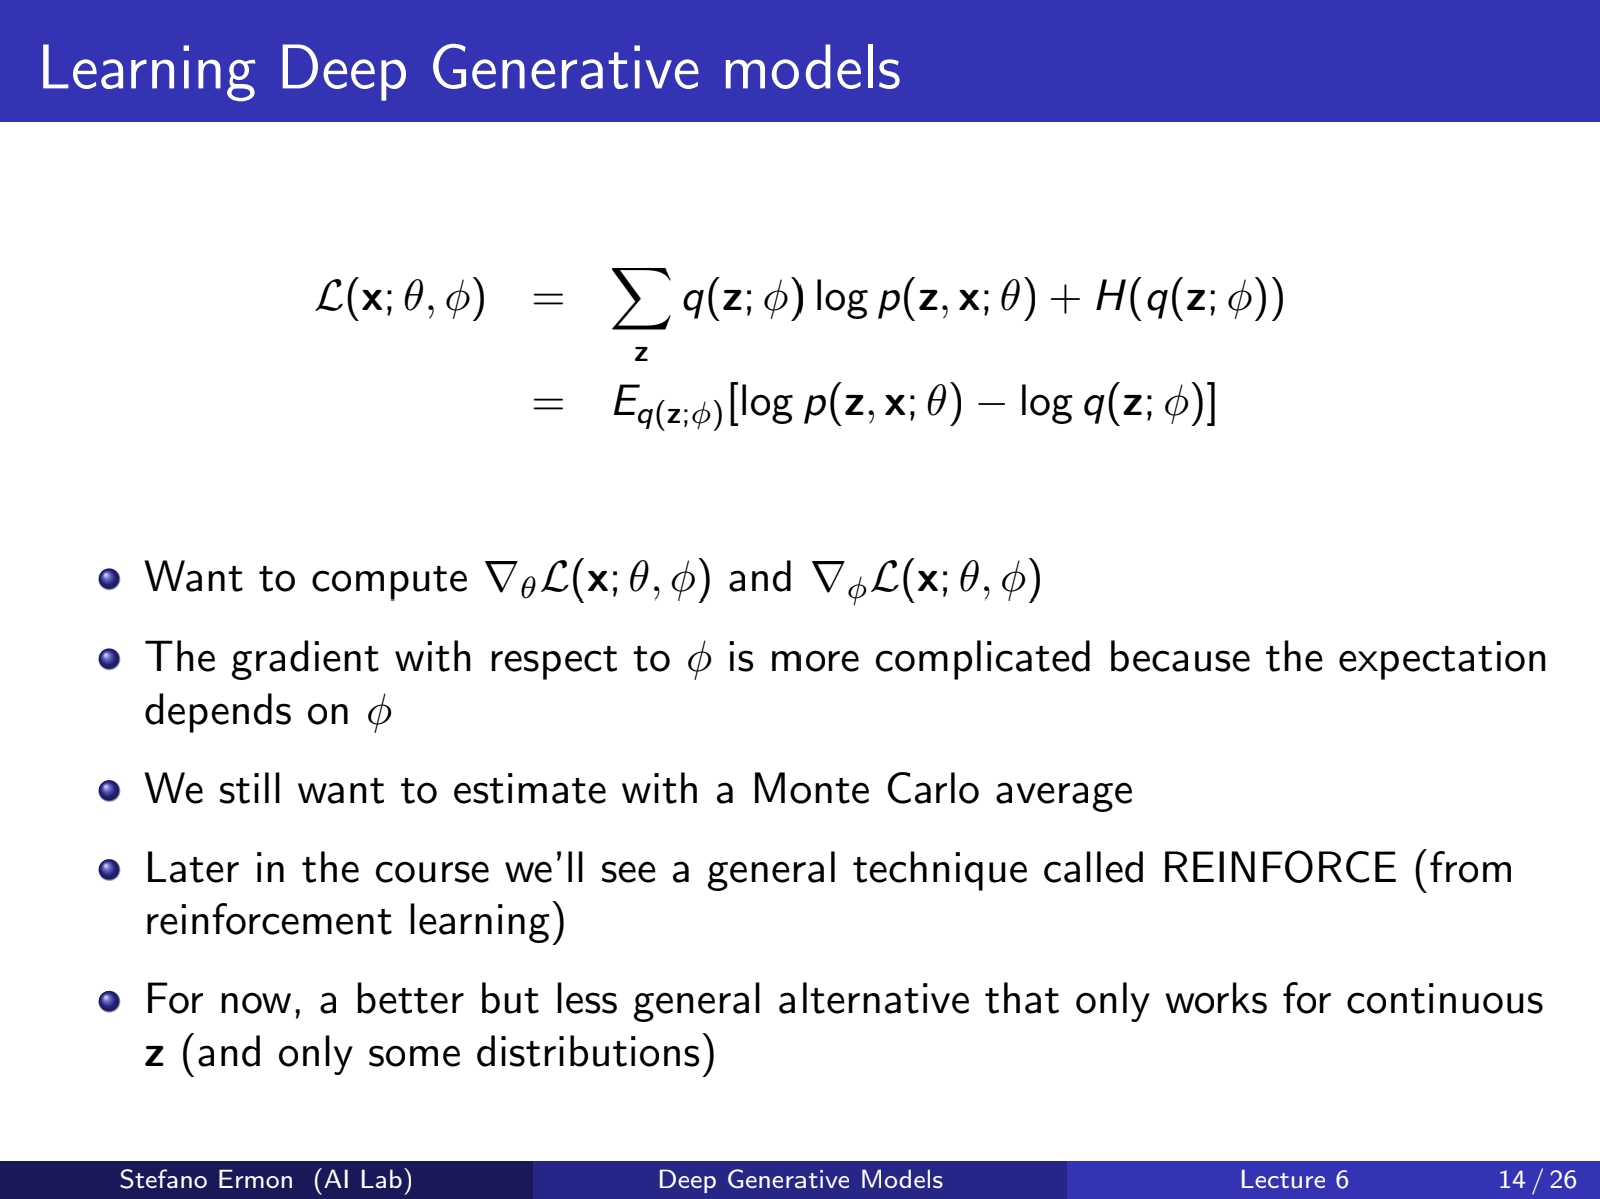 Learning Deep Generative models
ℒ(x; θ, ϕ) = ∑_z q(z; ϕ) log p(z, x; θ) + H(q(z; ϕ))
= E_{q(z;ϕ)}[log p(z, x; θ) − log q(z; ϕ)]
Want to compute ∇_θ ℒ(x; θ, ϕ) and ∇_ϕ ℒ(x; θ, ϕ)
The gradient with respect to ϕ is more complicated because the expectation
depends on ϕ
We still want to estimate with a Monte Carlo average
Later in the course we'll see a general technique called REINFORCE (from
reinforcement learning)
For now, a better but less general alternative that only works for continuous
z (and only some distributions)
Stefano Ermon (AI Lab) Deep Generative Models Lecture 6 14 / 26